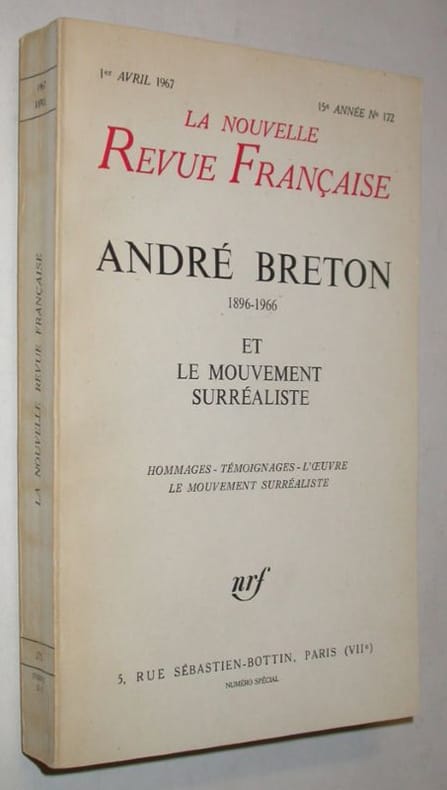 1er AVRIL 1967
15e ANNÉE No 172
LA NOUVELLE
REVUE FRANÇAISE
ANDRÉ BRETON
1896-1966
ET
LE MOUVEMENT
SURRÉALISTE
HOMMAGES - TÉMOIGNAGES - L'ŒUVRE
LE MOUVEMENT SURRÉALISTE
nrf
5, RUE SÉBASTIEN-BOTTIN, PARIS (VIIe)
NUMÉRO SPÉCIAL
LA NOUVELLE REVUE FRANÇAISE